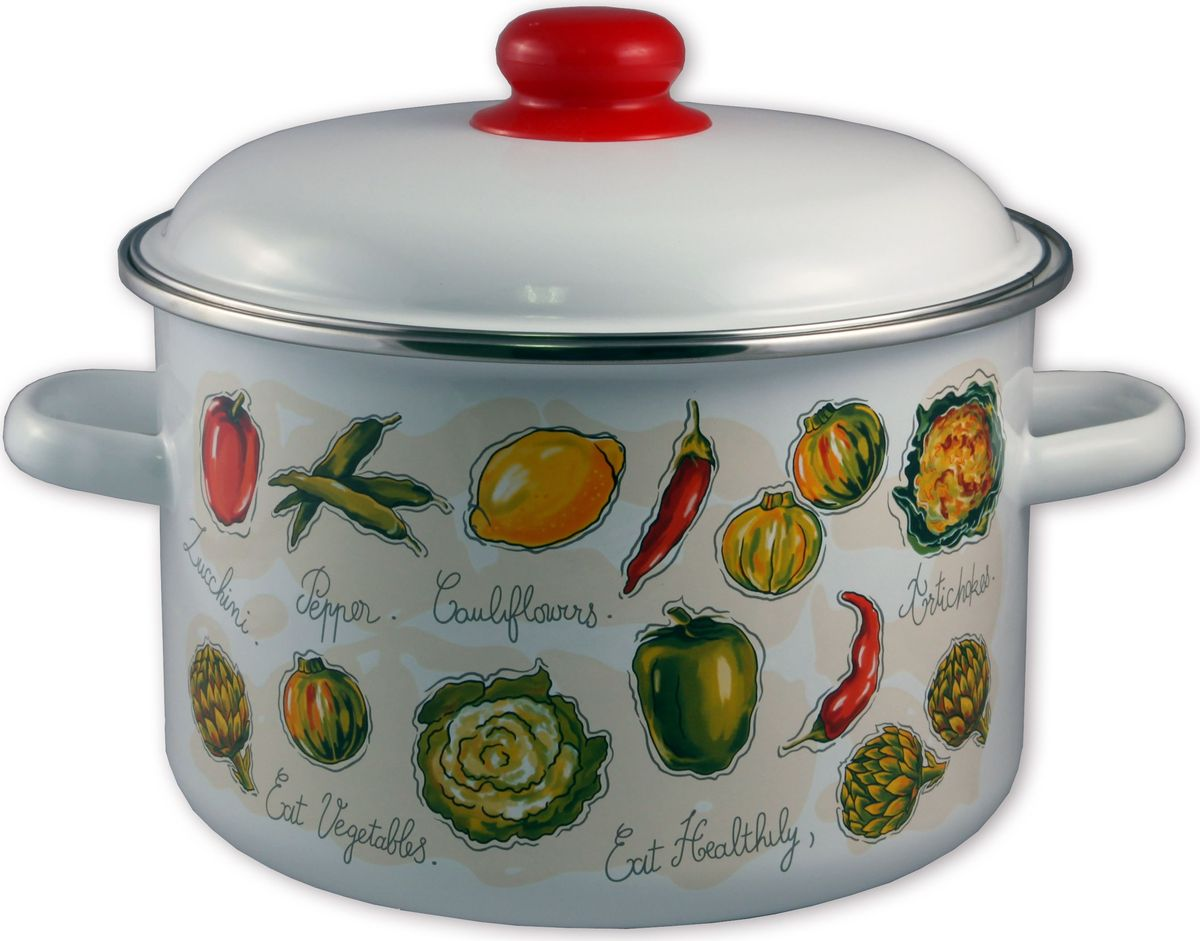 Zucchini.
Pepper.
Cauliflowers.
Artichokes.
Eat Vegetables.
Eat Healthily,